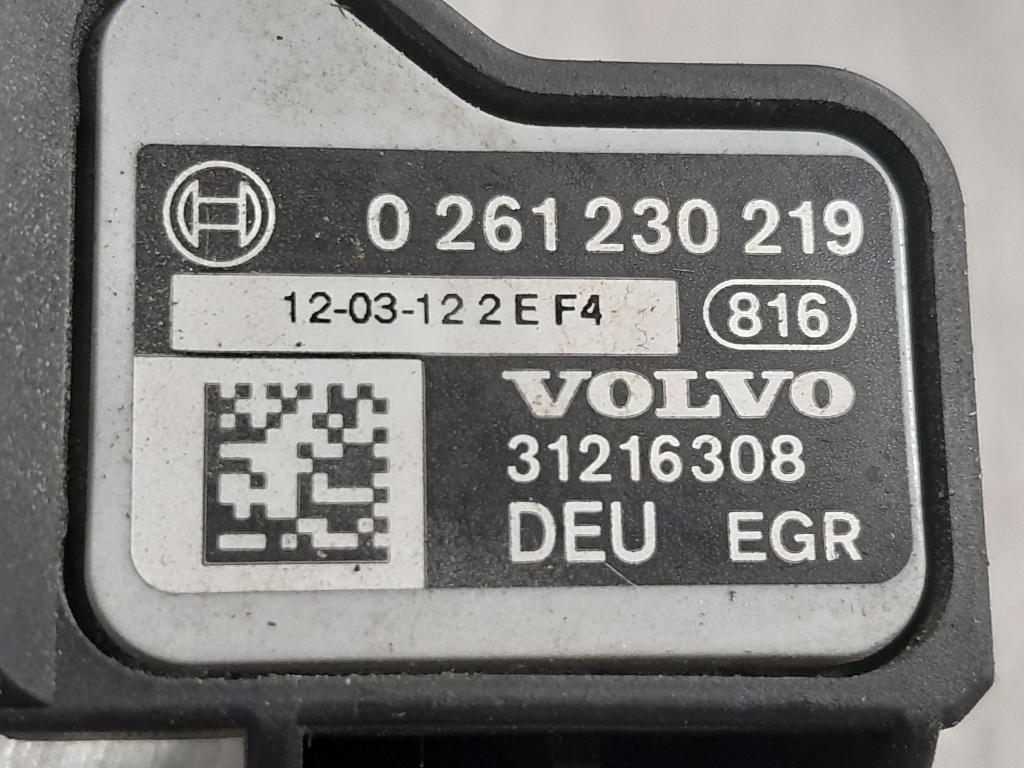 0 261 230 219
12-03-12 2 E F4
816
VOLVO
31216308
DEU EGR